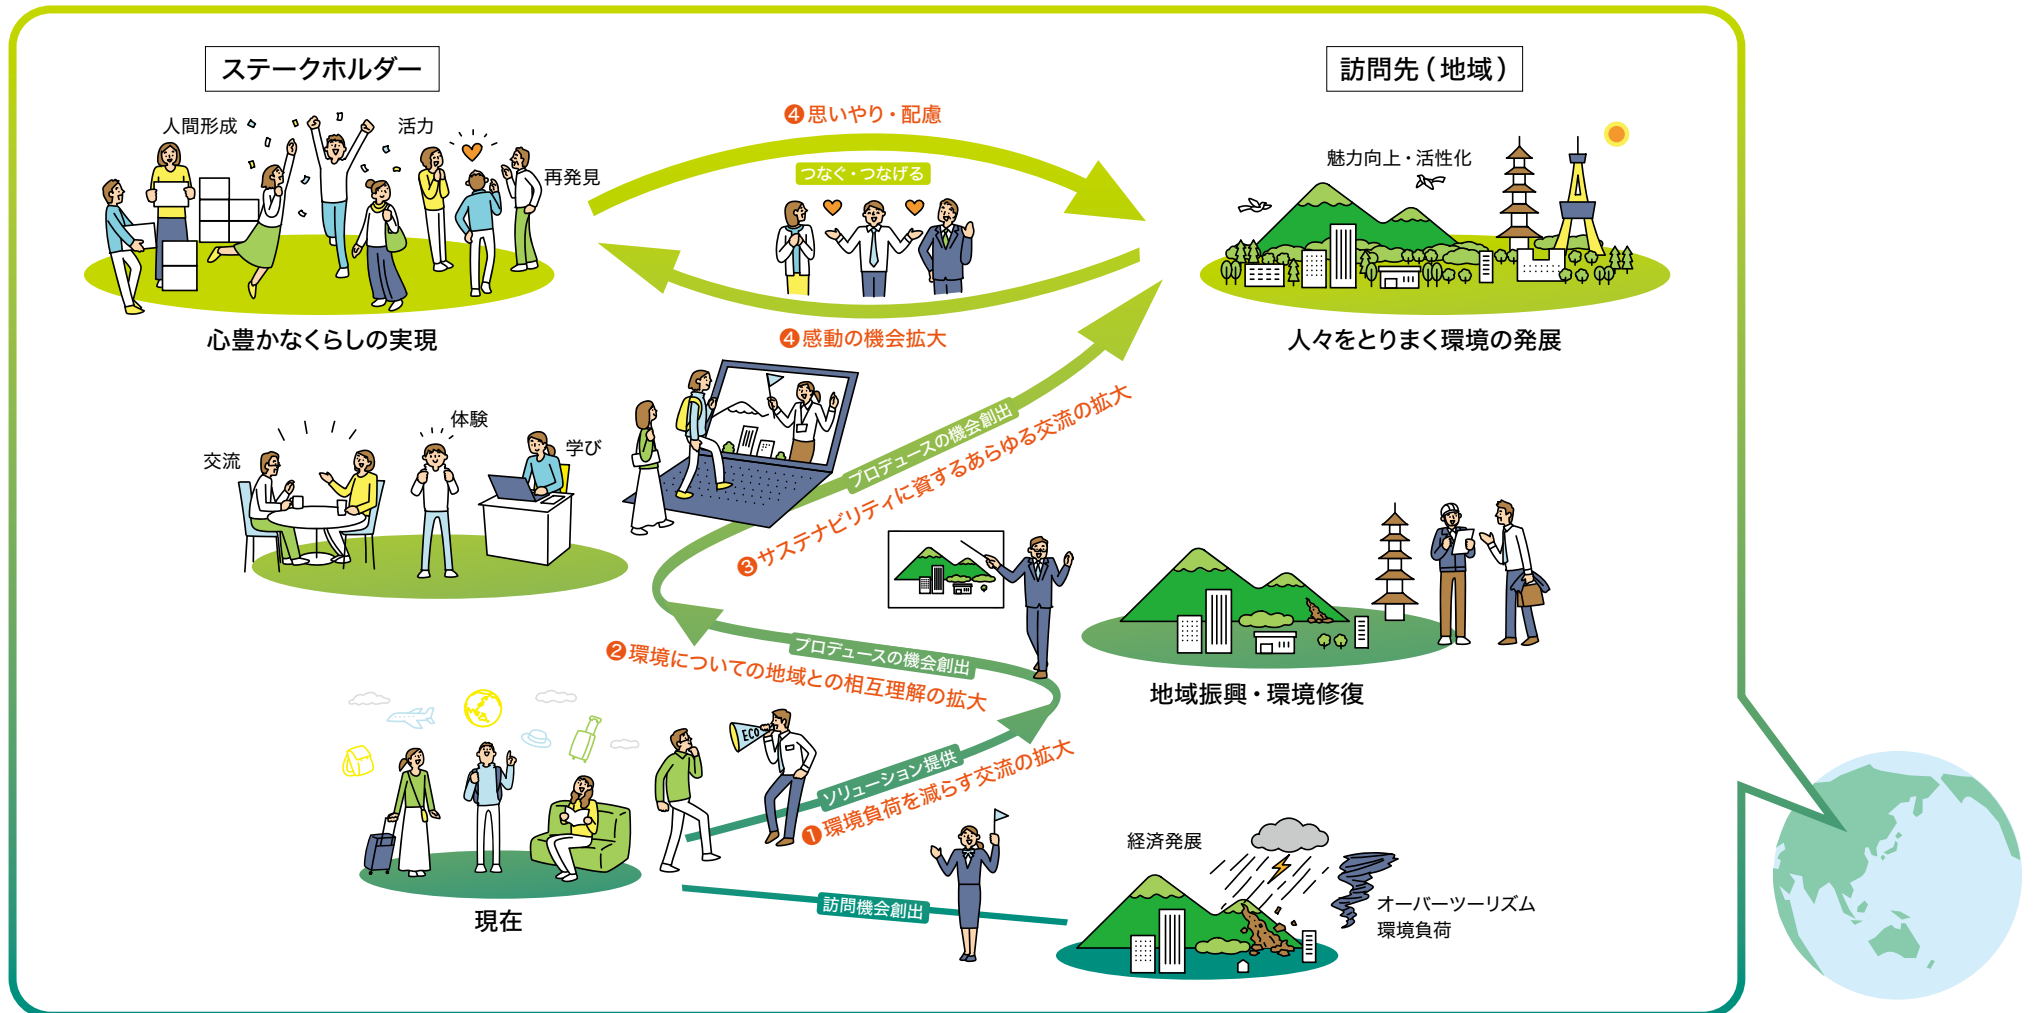 ステークホルダー
訪問先（地域）
人間形成
活力
再発見
❹思いやり・配慮
つなぐ・つなげる
❹感動の機会拡大
魅力向上・活性化
心豊かなくらしの実現
人々をとりまく環境の発展
交流
体験
学び
プロデュースの機会創出
❸サステナビリティに資するあらゆる交流の拡大
プロデュースの機会創出
❷環境についての地域との相互理解の拡大
地域振興・環境修復
ECO
ソリューション提供
❶環境負荷を減らす交流の拡大
現在
訪問機会創出
経済発展
オーバーツーリズム
環境負荷